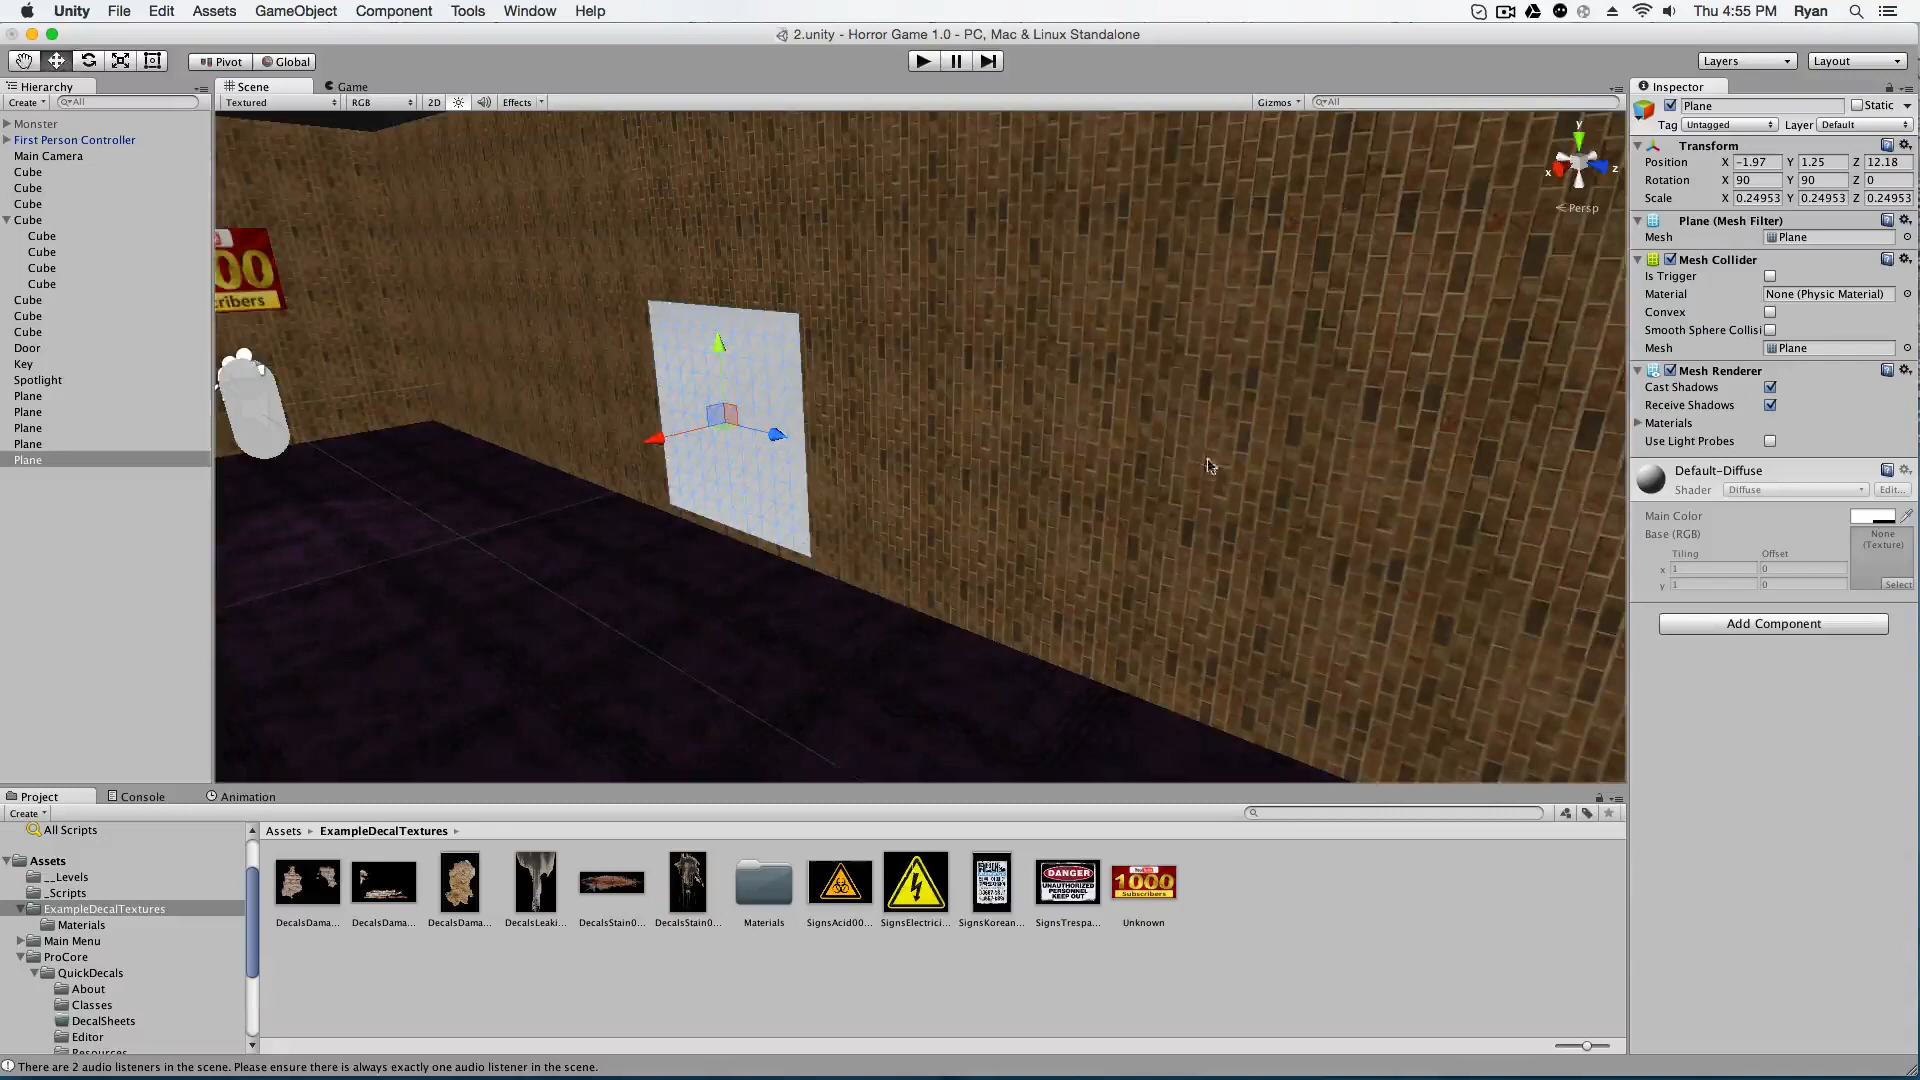 Unity File Edit Assets GameObject Component Tools Window Help Thu 4:55 PM Ryan
2.unity - Horror Game 1.0 - PC, Mac & Linux Standalone
Pivot Global Layers Layout
Hierarchy Scene Game Inspector
Create All Textured RGB 2D Effects Gizmos All
Plane Static
Tag Untagged Layer Default
Monster
First Person Controller
Main Camera
Cube
Cube
Cube
Cube
Cube
Cube
Cube
Cube
Cube
Cube
Cube
Door
Key
Spotlight
Plane
Plane
Plane
Plane
Plane
00
cribers
y
x
z
Persp
Transform
Position X -1.97 Y 1.25 Z 12.18
Rotation X 90 Y 90 Z 0
Scale X 0.24953 Y 0.24953 Z 0.24953
Plane (Mesh Filter)
Mesh Plane
Mesh Collider
Is Trigger
Material None (Physic Material)
Convex
Smooth Sphere Collisi
Mesh Plane
Mesh Renderer
Cast Shadows
Receive Shadows
Materials
Use Light Probes
Default-Diffuse
Shader Diffuse Edit...
Main Color
Base (RGB) None
(Texture)
Tiling Offset
x 1 0
y 1 0
Select
Add Component
Project Console Animation
Create
All Scripts
Assets
__Levels
_Scripts
ExampleDecalTextures
Materials
Main Menu
ProCore
QuickDecals
About
Classes
DecalSheets
Editor
Resources
Assets ExampleDecalTextures
DANGER
UNAUTHORIZED
PERSONNEL
KEEP OUT
1000
Subscribers
DecalsDama... DecalsDama... DecalsDama... DecalsLeaki... DecalsStain0... DecalsStain0... Materials SignsAcid00... SignsElectrici... SignsKorean... SignsTrespa... Unknown
There are 2 audio listeners in the scene. Please ensure there is always exactly one audio listener in the scene.